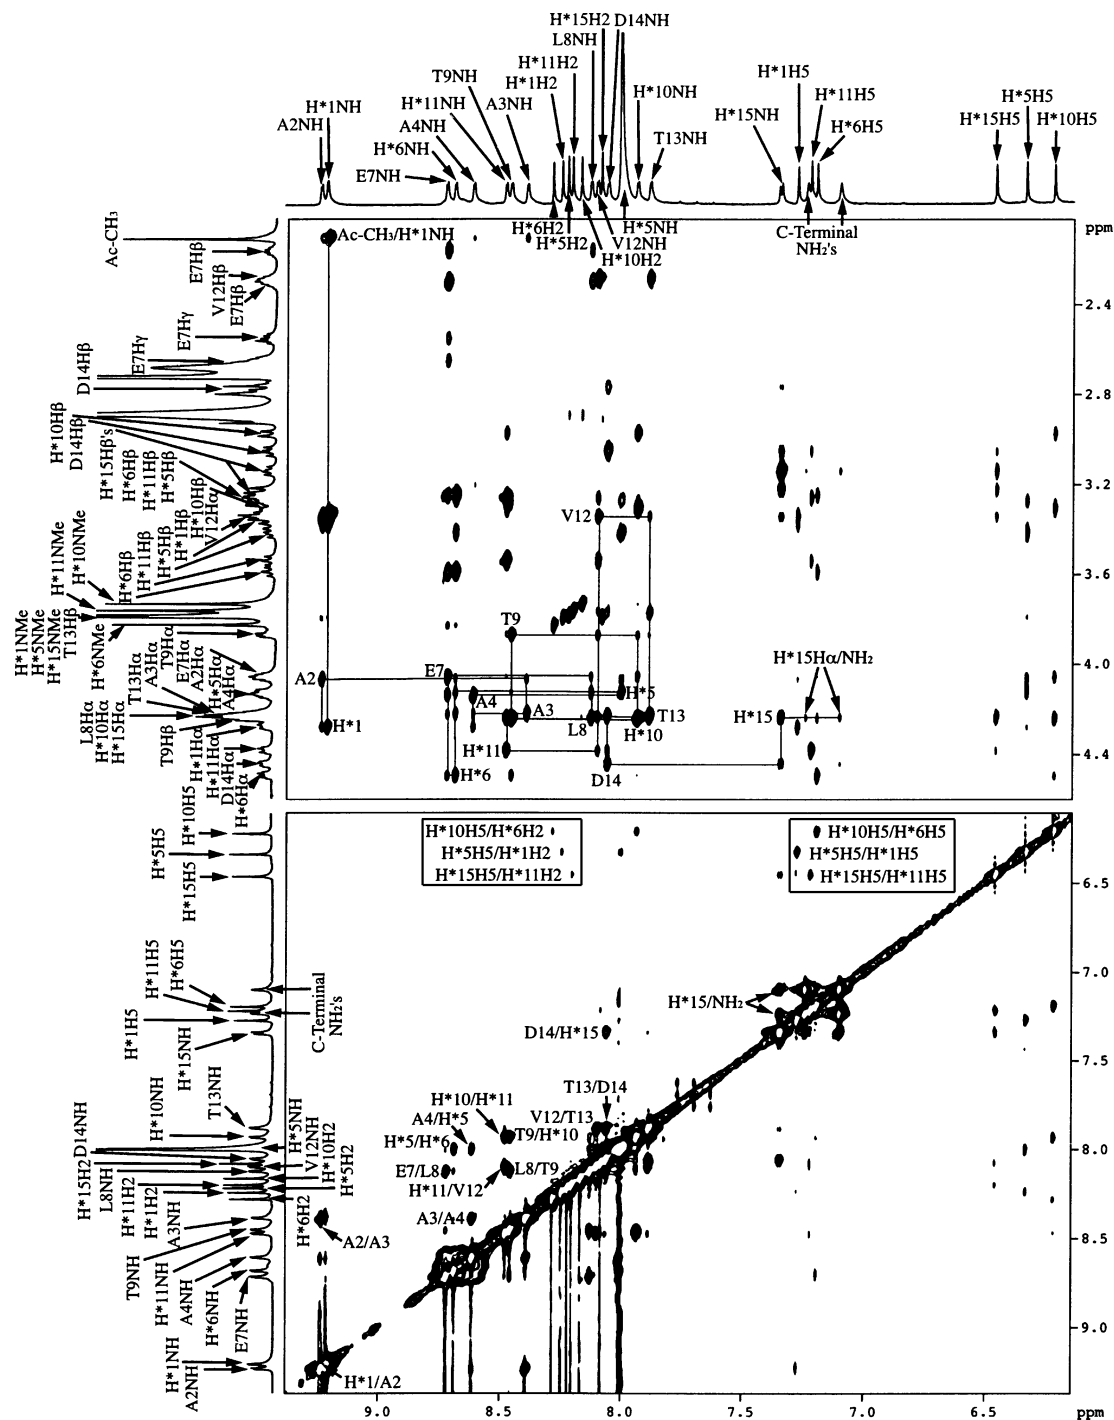 H*15H2 D14NH
L8NH
H*11H2
H*1H2
T9NH
H*11NH
A3NH
A4NH
H*6NH
E7NH
H*1NH
A2NH
H*10NH
T13NH
H*1H5
H*11H5
H*15NH
H*6H5
H*5H5
H*15H5
H*10H5
H*6H2
H*5H2
H*5NH
V12NH
H*10H2
C-Terminal
NH₂'s
ppm
Ac-CH₃
Ac-CH₃/H*1NH
E7Hβ
V12Hβ
E7Hβ
E7Hγ
E7Hγ
D14Hβ
H*10Hβ
D14Hβ
H*15Hβ's
H*6Hβ
H*11Hβ
H*5Hβ
H*10Hβ
V12Hα
H*1Hβ
H*5Hβ
H*11Hβ
H*6Hβ
H*10NMe
H*11NMe
T13Hβ
H*15NMe
H*5NMe
H*1NMe
H*6NMe
T9Hα
E7Hα
A2Hα
H*5Hα
A4Hα
A3Hα
T13Hα
L8Hα
H*10Hα
H*15Hα
T9Hβ
H*1Hα
H*11Hα
D14Hα
H*6Hα
2.4
2.8
3.2
3.6
4.0
4.4
V12
T9
A2
E7
H*5
A4
A3
H*1
L8
H*10
T13
H*15
H*15Hα/NH₂
H*11
H*6
D14
H*10H5
H*5H5
H*15H5
H*10H5/H*6H2
H*5H5/H*1H2
H*15H5/H*11H2
H*10H5/H*6H5
H*5H5/H*1H5
H*15H5/H*11H5
H*11H5
H*6H5
H*1H5
H*15NH
C-Terminal
NH₂'s
T13NH
H*10NH
D14NH
H*5NH
V12NH
H*10H2
H*5H2
H*15H2
L8NH
H*11H2
H*1H2
A3NH
H*6H2
T9NH
H*11NH
A4NH
H*6NH
E7NH
H*1NH
A2NH
H*15/NH₂
D14/H*15
T13/D14
H*10/H*11
V12/T13
A4/H*5
T9/H*10
H*5/H*6
E7/L8
L8/T9
H*11/V12
A3/A4
A2/A3
H*1/A2
6.5
7.0
7.5
8.0
8.5
9.0
9.0
8.5
8.0
7.5
7.0
6.5
ppm